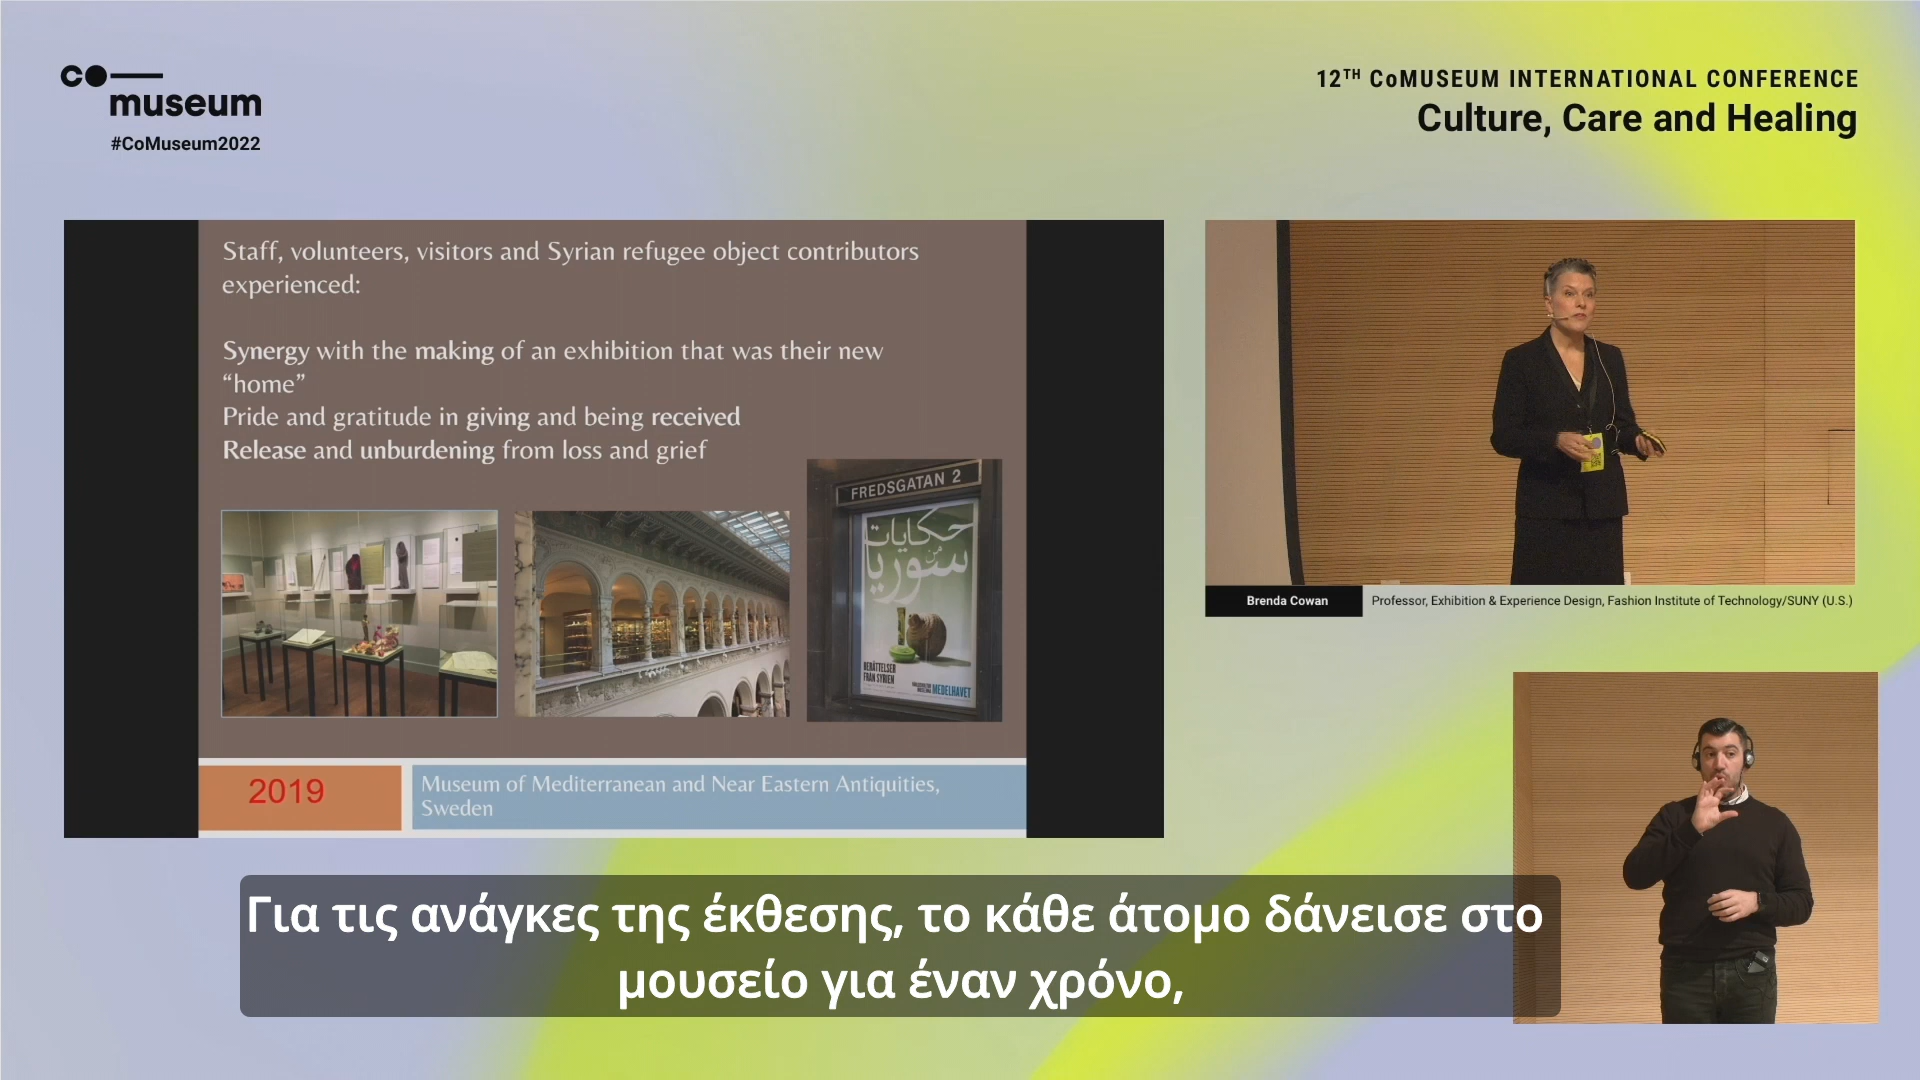 co
museum
#CoMuseum2022
12TH CoMUSEUM INTERNATIONAL CONFERENCE
Culture, Care and Healing
Staff, volunteers, visitors and Syrian refugee object contributors
experienced:
Synergy with the making of an exhibition that was their new
“home”
Pride and gratitude in giving and being received
Release and unburdening from loss and grief
FREDSGATAN 2
حكايات
من
سوريا
BERÄTTELSER
FRÅN SYRIEN
MEDELHAVET
2019
Museum of Mediterranean and Near Eastern Antiquities,
Sweden
Brenda Cowan
Professor, Exhibition & Experience Design, Fashion Institute of Technology/SUNY (U.S.)
Για τις ανάγκες της έκθεσης, το κάθε άτομο δάνεισε στο
μουσείο για έναν χρόνο,